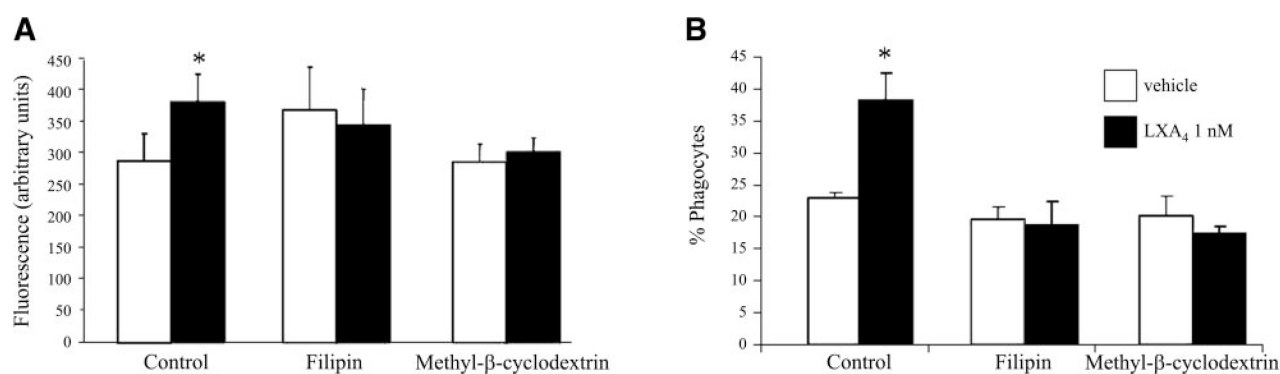 A
Fluorescence (arbitrary units)
450
400
350
300
250
200
150
100
50
0
*
Control
Filipin
Methyl-β-cyclodextrin
B
% Phagocytes
45
40
35
30
25
20
15
10
5
0
*
vehicle
LXA₄ 1 nM
Control
Filipin
Methyl-β-cyclodextrin